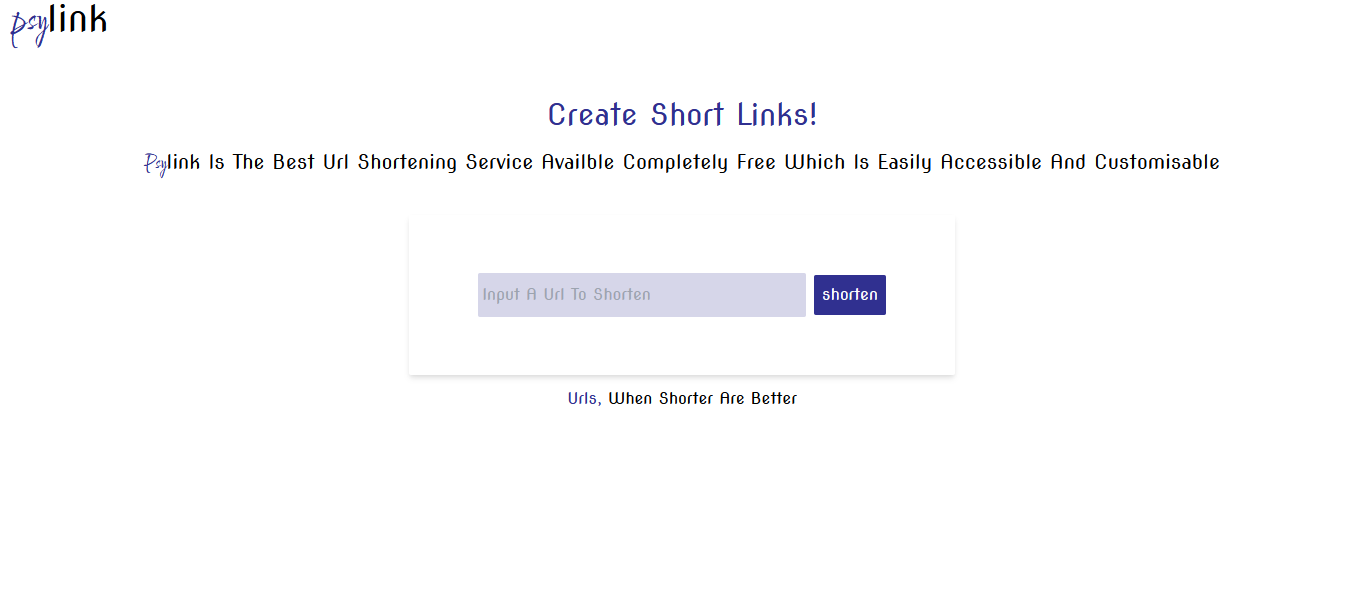 psylink
Create Short Links!
Psylink Is The Best Url Shortening Service Availble Completely Free Which Is Easily Accessible And Customisable
Input A Url To Shorten
shorten
Urls, When Shorter Are Better